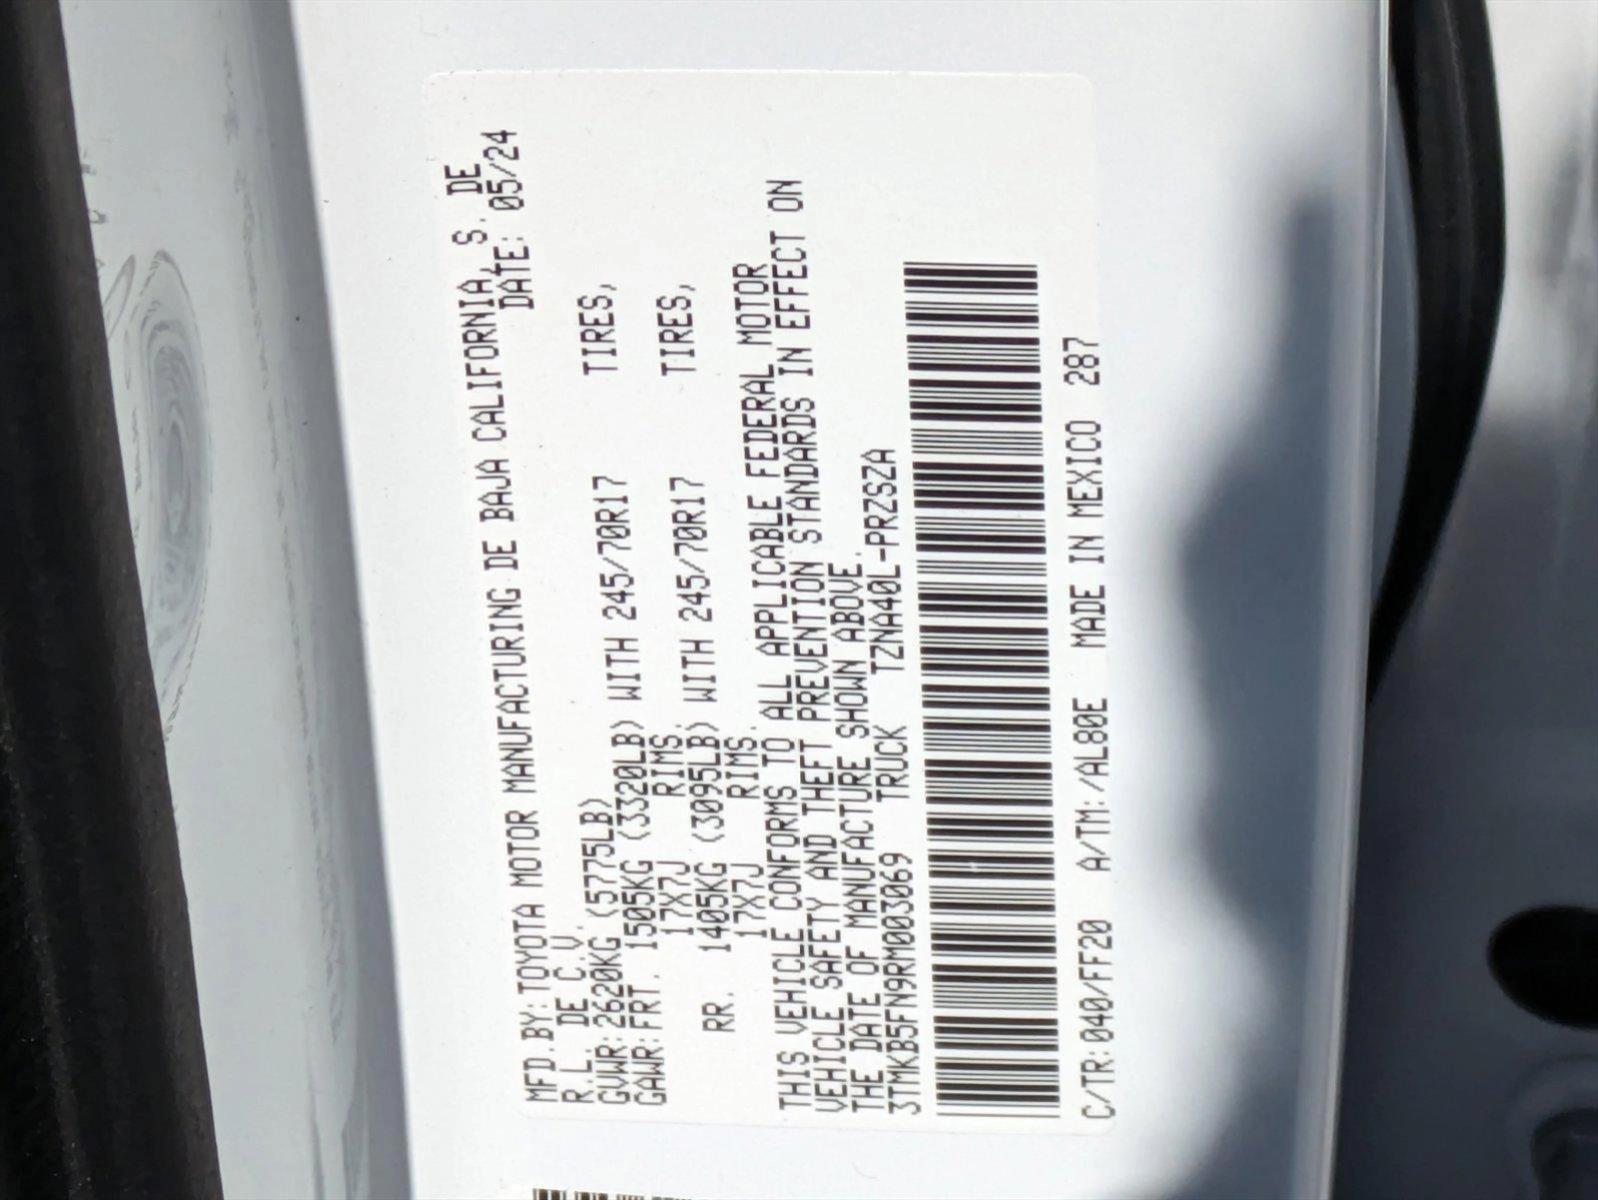 MFD.BY:TOYOTA MOTOR MANUFACTURING DE BAJA CALIFORNIA, S. DE
R.L. DE C.V. DATE: 05/24
GVWR:2620KG (5775LB)
GAWR:FRT. 1505KG (3320LB) WITH 245/70R17 TIRES,
17X7J RIMS,
RR. 1405KG (3095LB) WITH 245/70R17 TIRES,
17X7J RIMS.
THIS VEHICLE CONFORMS TO ALL APPLICABLE FEDERAL MOTOR
VEHICLE SAFETY AND THEFT PREVENTION STANDARDS IN EFFECT ON
THE DATE OF MANUFACTURE SHOWN ABOVE.
3TMKB5FN9RM003069 TRUCK TZNA40L-PRZSZA
C/TR:040/FF20 A/TM:/AL80E MADE IN MEXICO 287